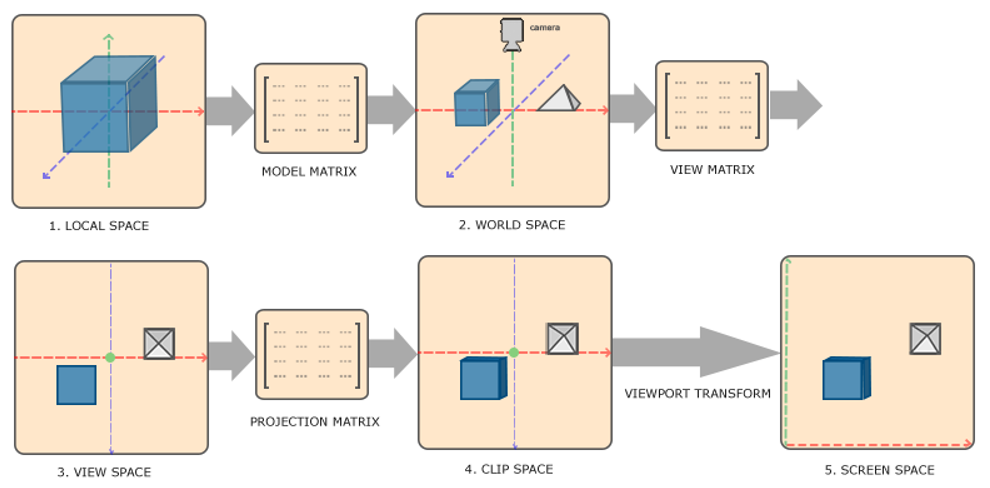 camera
MODEL MATRIX
VIEW MATRIX
1. LOCAL SPACE
2. WORLD SPACE
PROJECTION MATRIX
VIEWPORT TRANSFORM
3. VIEW SPACE
4. CLIP SPACE
5. SCREEN SPACE